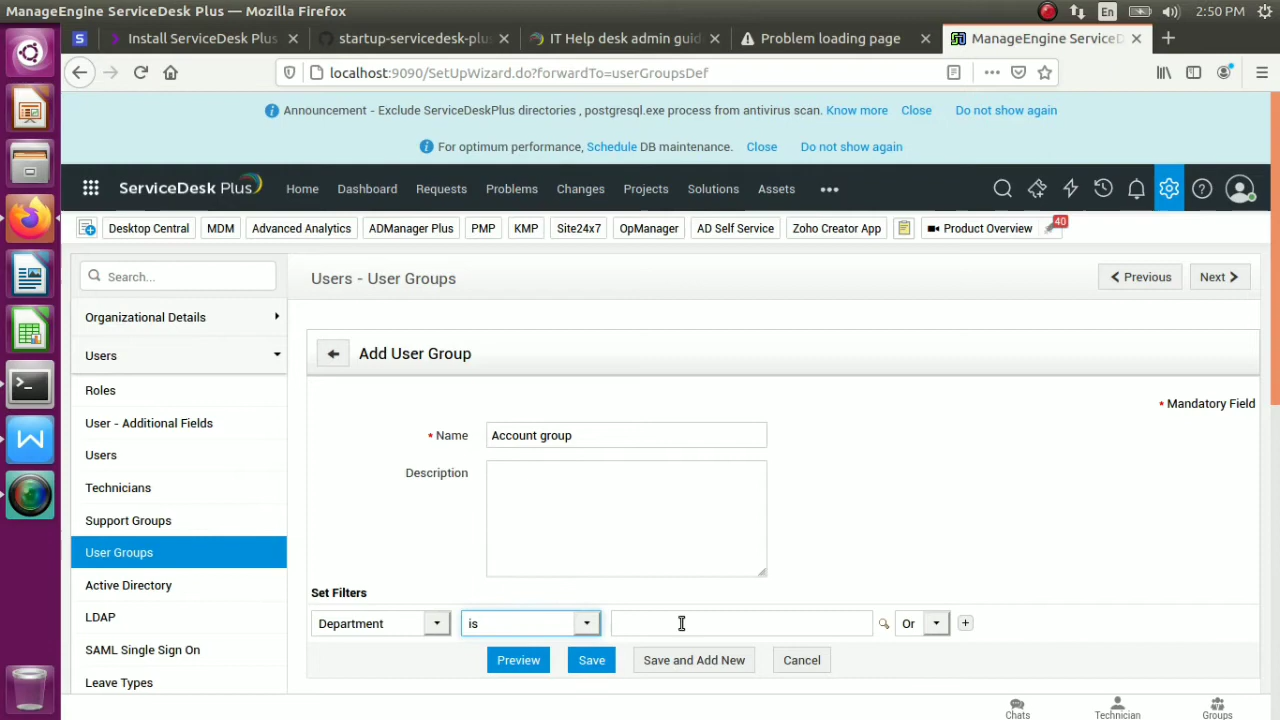 ManageEngine ServiceDesk Plus — Mozilla Firefox
En
2:50 PM
S
Install ServiceDesk Plus
startup-servicedesk-plu
IT Help desk admin guid
Problem loading page
ManageEngine ServiceD
localhost:9090/SetUpWizard.do?forwardTo=userGroupsDef
Announcement - Exclude ServiceDeskPlus directories , postgresql.exe process from antivirus scan. Know more Close Do not show again
For optimum performance, Schedule DB maintenance. Close Do not show again
ServiceDesk Plus
Home
Dashboard
Requests
Problems
Changes
Projects
Solutions
Assets
Desktop Central
MDM
Advanced Analytics
ADManager Plus
PMP
KMP
Site24x7
OpManager
AD Self Service
Zoho Creator App
Product Overview
40
Search...
Users - User Groups
Previous
Next
Organizational Details
Users
Roles
User - Additional Fields
Users
Technicians
Support Groups
User Groups
Active Directory
LDAP
SAML Single Sign On
Leave Types
Add User Group
* Mandatory Field
* Name
Account group
Description
Set Filters
Department
is
Or
Preview
Save
Save and Add New
Cancel
Chats
Technician
Groups